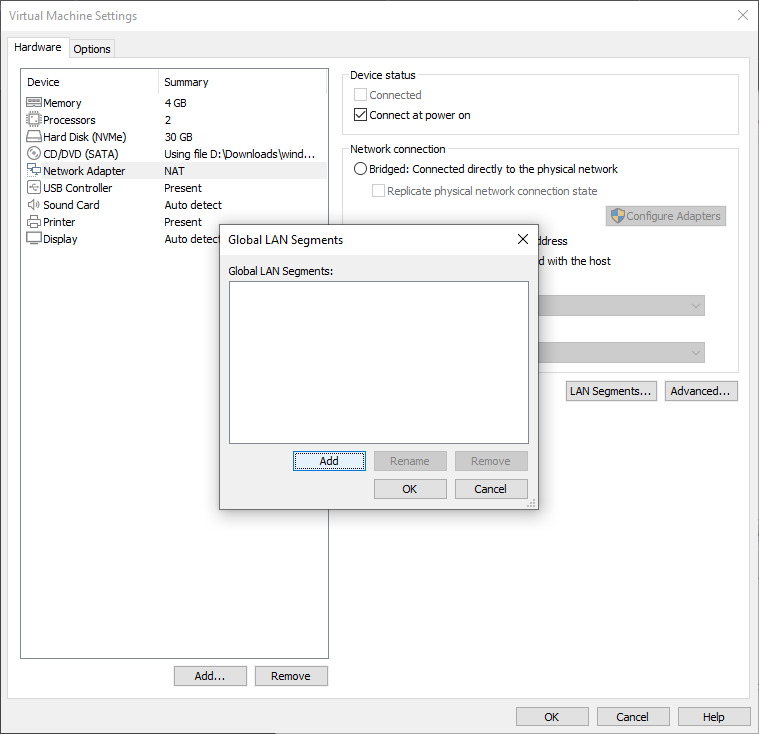 Virtual Machine Settings
Hardware
Options
Device Summary
Memory 4 GB
Processors 2
Hard Disk (NVMe) 30 GB
CD/DVD (SATA) Using file D:\Downloads\wind...
Network Adapter NAT
USB Controller Present
Sound Card Auto detect
Printer Present
Display Auto detect
Add...
Remove
Device status
Connected
Connect at power on
Network connection
Bridged: Connected directly to the physical network
Replicate physical network connection state
Configure Adapters
with the host
LAN Segments...
Advanced...
Global LAN Segments
Global LAN Segments:
Add
Rename
Remove
OK
Cancel
OK
Cancel
Help